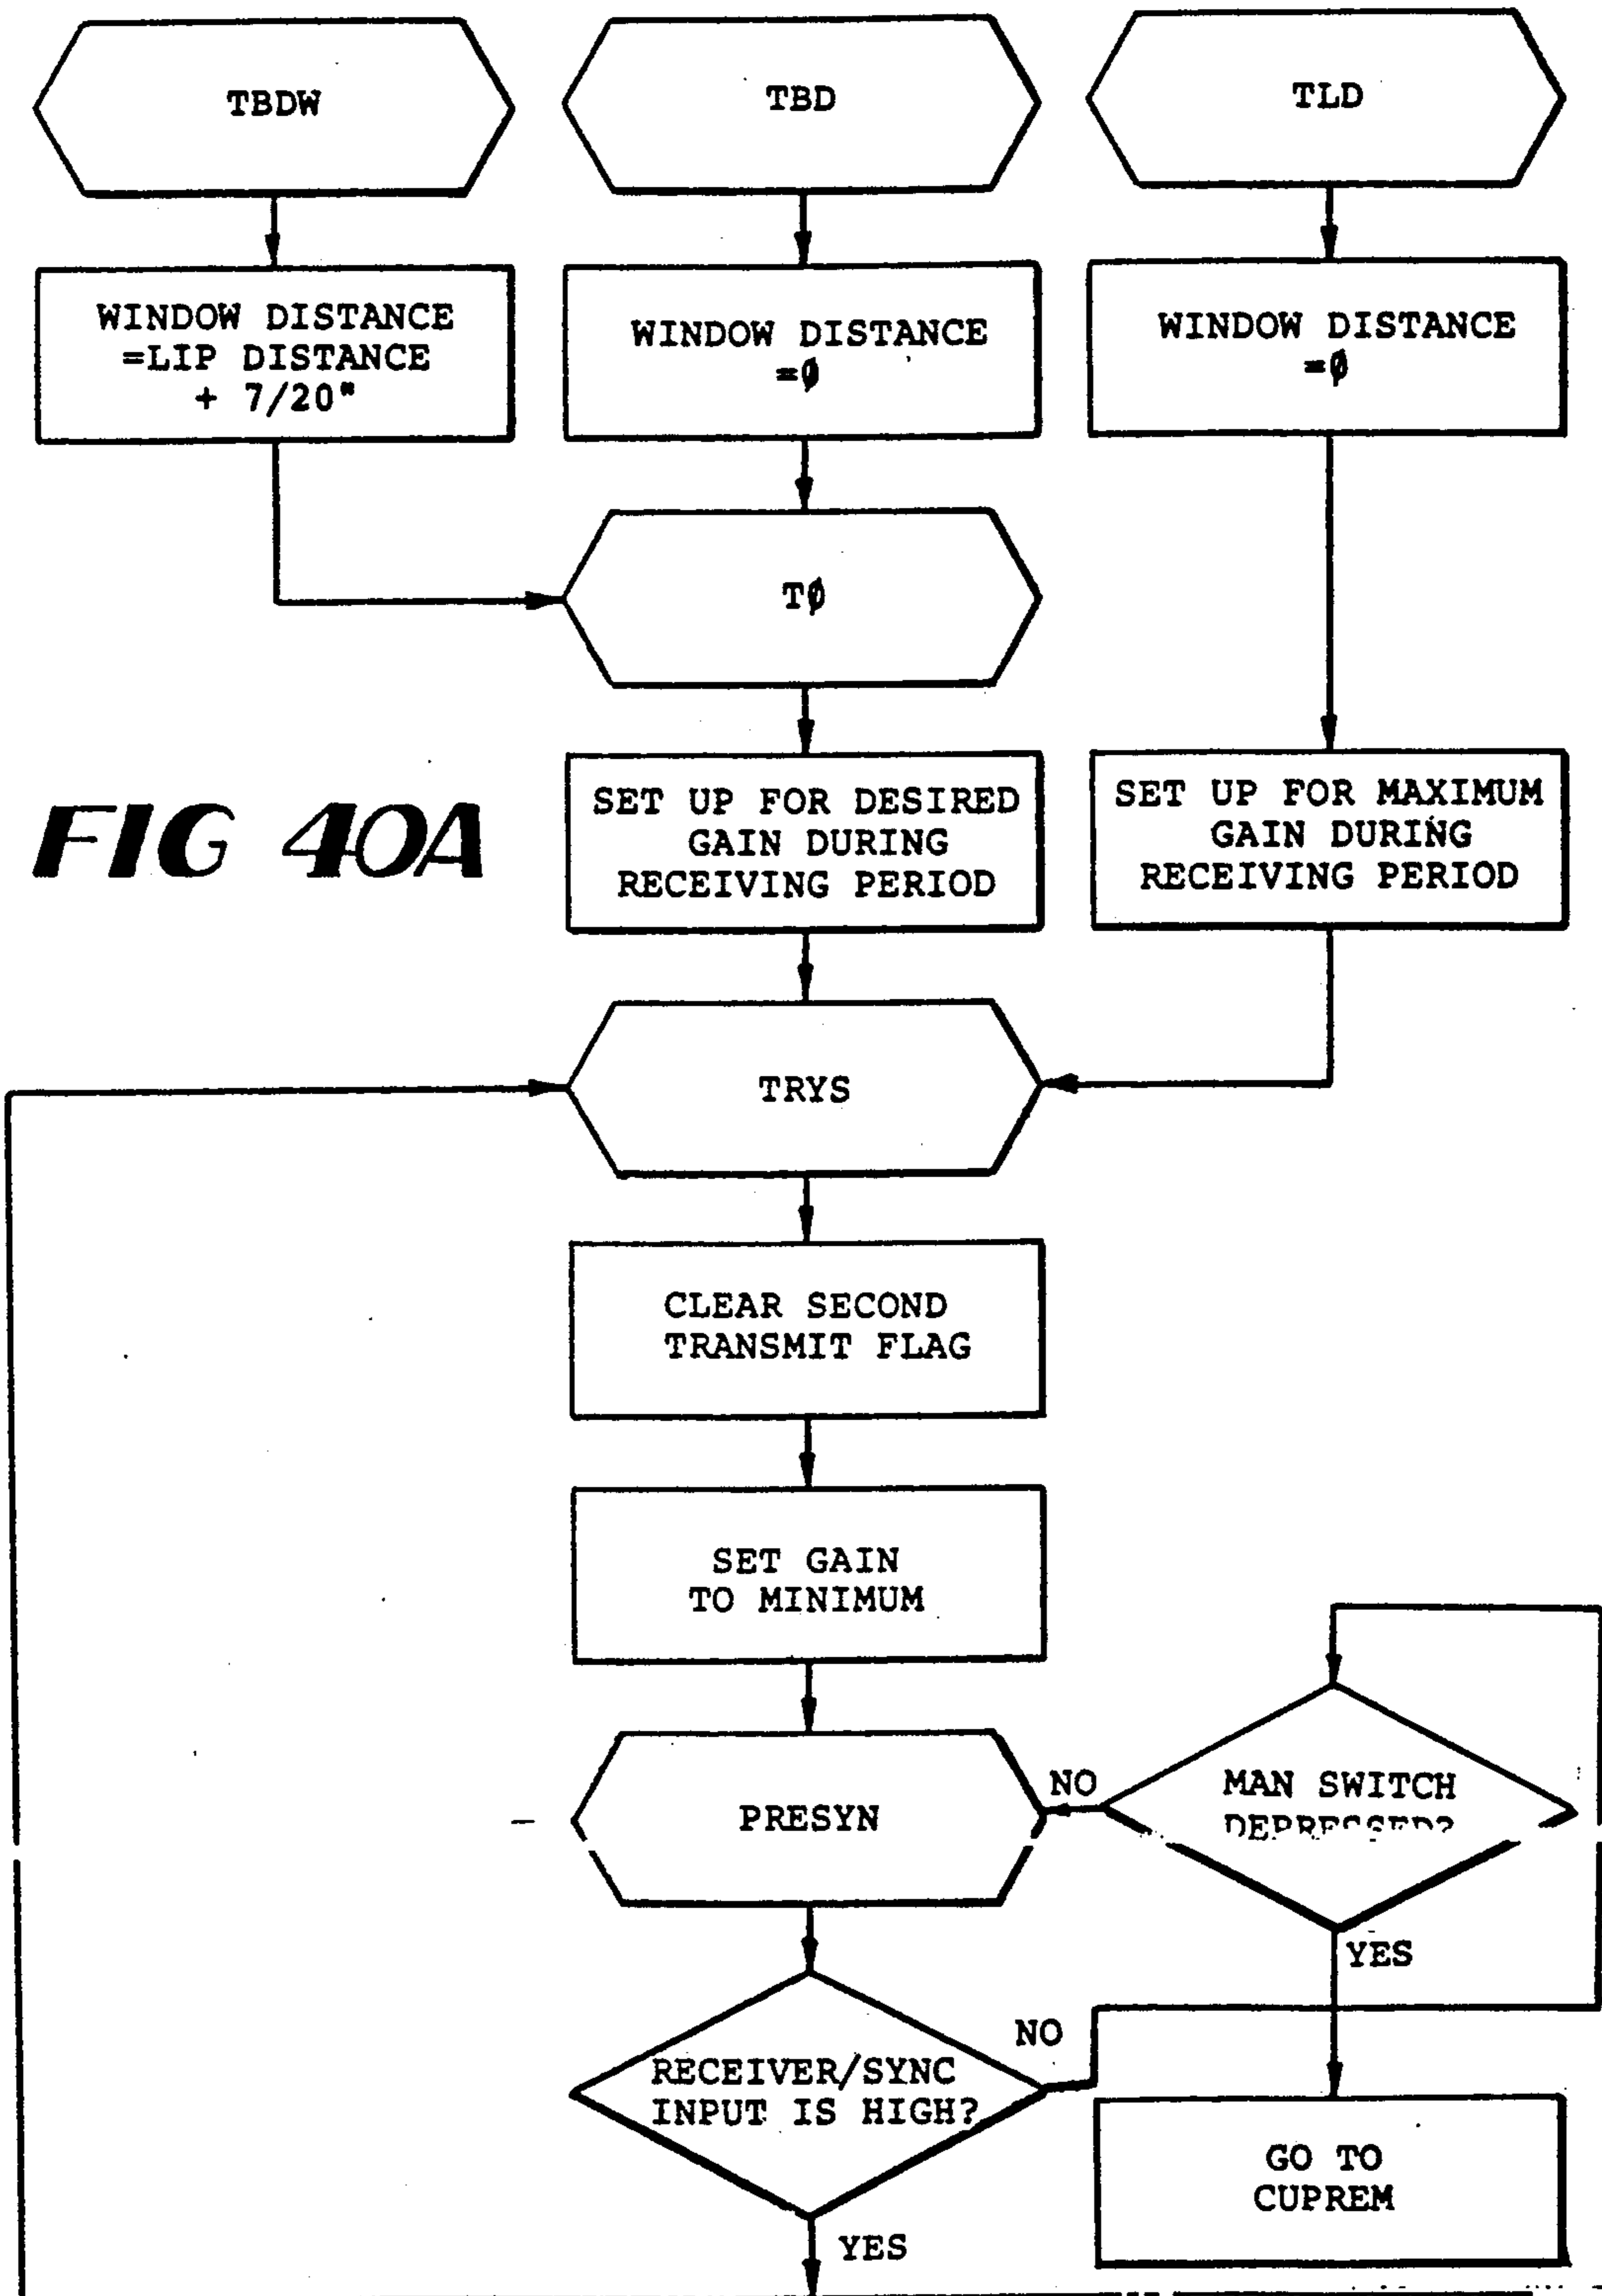 TBDW
TBD
TLD
WINDOW DISTANCE
=LIP DISTANCE
+ 7/20"
WINDOW DISTANCE
=Ø
WINDOW DISTANCE
=Ø
TØ
FIG 40A
SET UP FOR DESIRED
GAIN DURING
RECEIVING PERIOD
SET UP FOR MAXIMUM
GAIN DURING
RECEIVING PERIOD
TRYS
CLEAR SECOND
TRANSMIT FLAG
SET GAIN
TO MINIMUM
PRESYN
NO
MAN SWITCH
DEPRESSED?
YES
RECEIVER/SYNC
INPUT IS HIGH?
NO
YES
GO TO
CUPREM